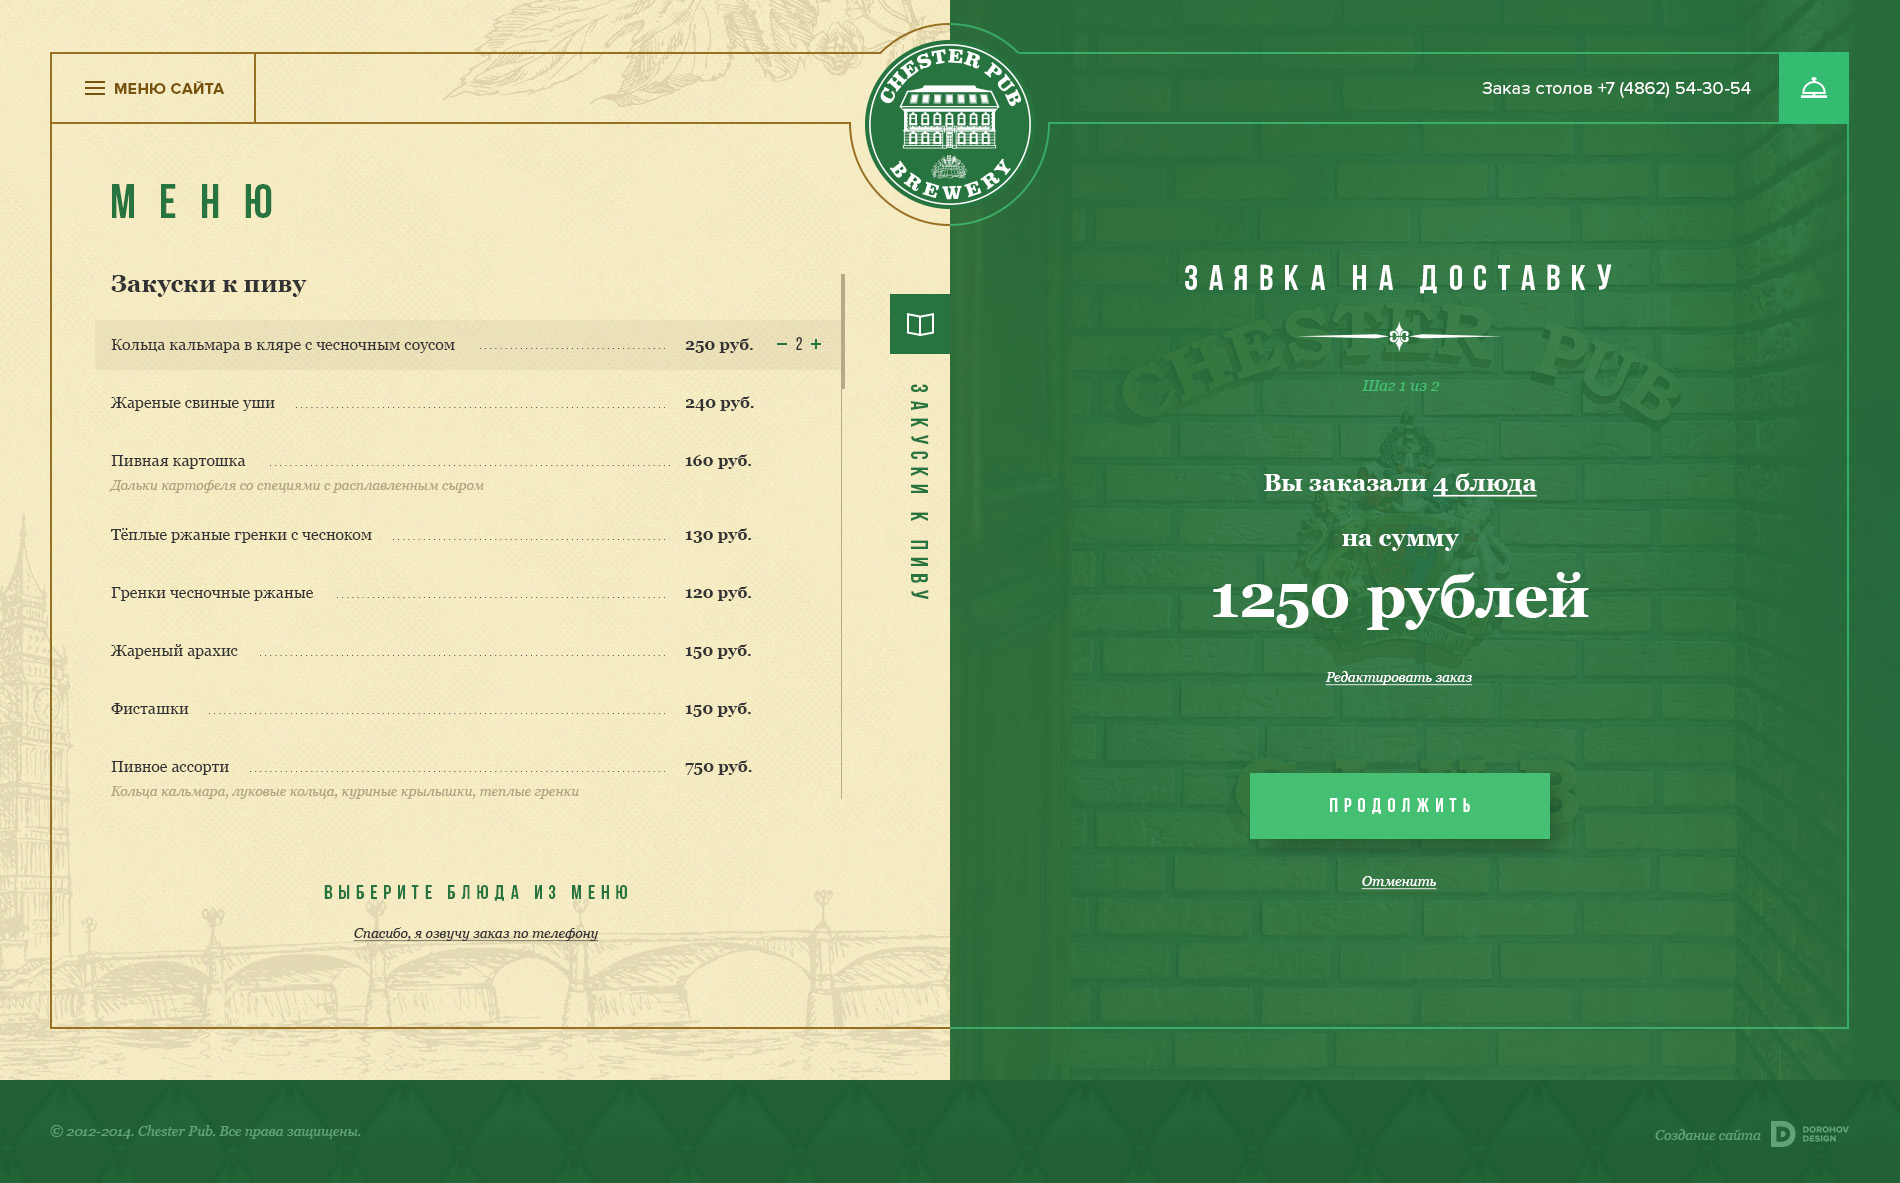 МЕНЮ САЙТА
CHESTER PUB
BREWERY
Заказ столов +7 (4862) 54-30-54
МЕНЮ
Закуски к пиву
Кольца кальмара в кляре с чесночным соусом 250 руб. − 2 +
Жареные свиные уши 240 руб.
Пивная картошка 160 руб.
Дольки картофеля со специями с расплавленным сыром
Тёплые ржаные гренки с чесноком 130 руб.
Гренки чесночные ржаные 120 руб.
Жареный арахис 150 руб.
Фисташки 150 руб.
Пивное ассорти 750 руб.
Кольца кальмара, луковые кольца, куриные крылышки, теплые гренки
ВЫБЕРИТЕ БЛЮДА ИЗ МЕНЮ
Спасибо, я озвучу заказ по телефону
ЗАКУСКИ К ПИВУ
ЗАЯВКА НА ДОСТАВКУ
CHESTER PUB
Шаг 1 из 2
Вы заказали 4 блюда
на сумму
1250 рублей
Редактировать заказ
ПРОДОЛЖИТЬ
Отменить
© 2012-2014. Chester Pub. Все права защищены.
Создание сайта
DOROHOV
DESIGN